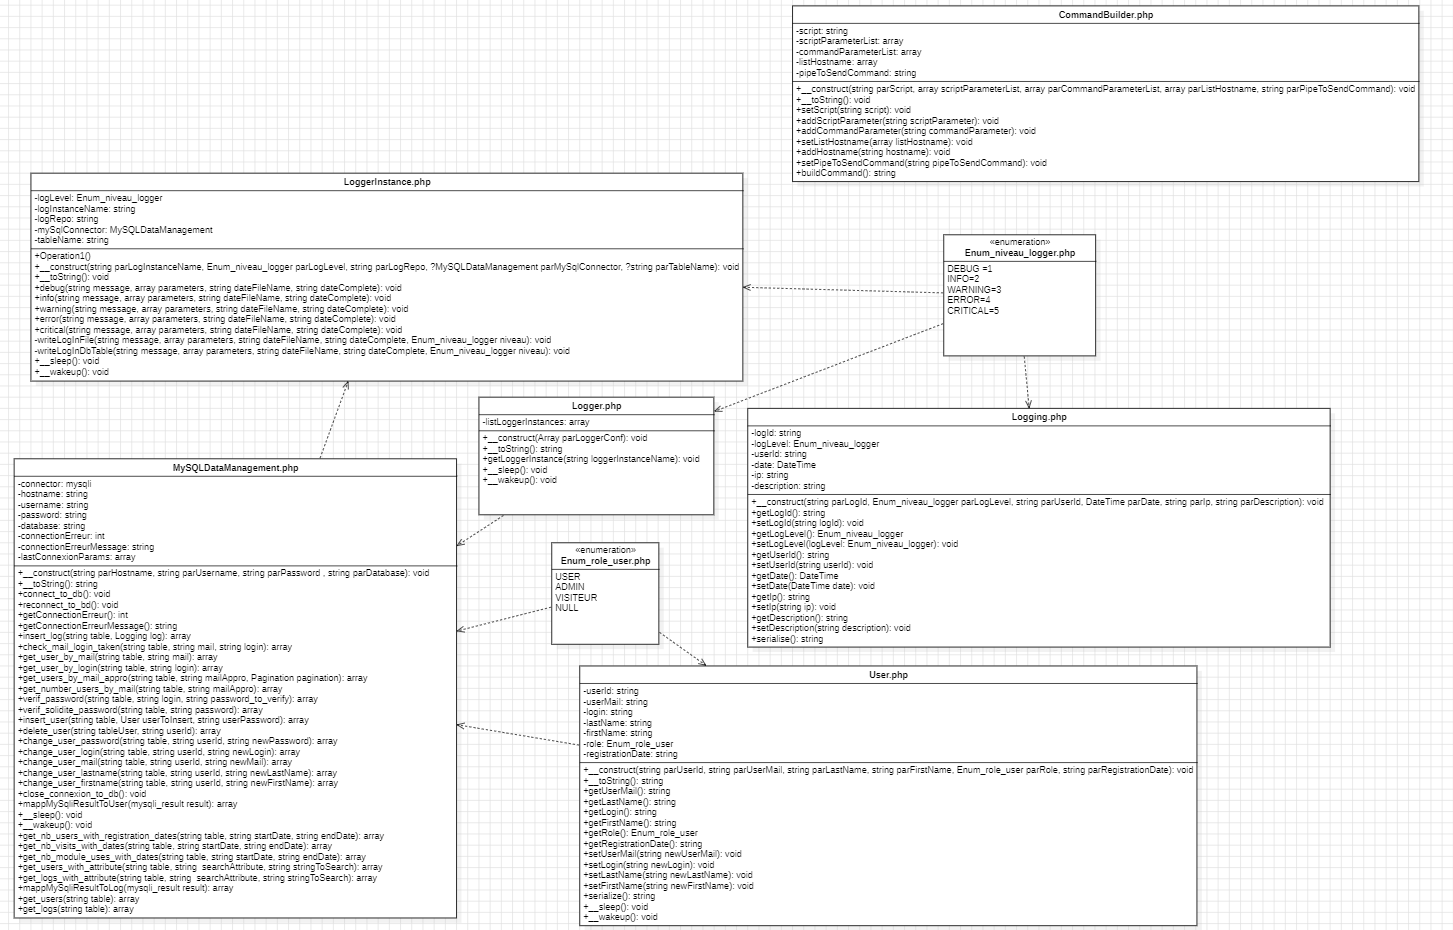 CommandBuilder.php
-script: string
-scriptParameterList: array
-commandParameterList: array
-listHostname: array
-pipeToSendCommand: string
+__construct(string parScript, array scriptParameterList, array parCommandParameterList, array parListHostname, string parPipeToSendCommand): void
+__toString(): void
+setScript(string script): void
+addScriptParameter(string scriptParameter): void
+addCommandParameter(string commandParameter): void
+setListHostname(array listHostname): void
+addHostname(string hostname): void
+setPipeToSendCommand(string pipeToSendCommand): void
+buildCommand(): string
LoggerInstance.php
-logLevel: Enum_niveau_logger
-logInstanceName: string
-logRepo: string
-mySqlConnector: MySQLDataManagement
-tableName: string
+Operation1()
+__construct(string parLogInstanceName, Enum_niveau_logger parLogLevel, string parLogRepo, ?MySQLDataManagement parMySqlConnector, ?string parTableName): void
+__toString(): void
+debug(string message, array parameters, string dateFileName, string dateComplete): void
+info(string message, array parameters, string dateFileName, string dateComplete): void
+warning(string message, array parameters, string dateFileName, string dateComplete): void
+error(string message, array parameters, string dateFileName, string dateComplete): void
+critical(string message, array parameters, string dateFileName, string dateComplete): void
-writeLogInFile(string message, array parameters, string dateFileName, string dateComplete, Enum_niveau_logger niveau): void
-writeLogInDbTable(string message, array parameters, string dateFileName, string dateComplete, Enum_niveau_logger niveau): void
+__sleep(): void
+__wakeup(): void
«enumeration»
Enum_niveau_logger.php
DEBUG =1
INFO=2
WARNING=3
ERROR=4
CRITICAL=5
Logger.php
-listLoggerInstances: array
+__construct(Array parLoggerConf): void
+__toString(): string
+getLoggerInstance(string loggerInstanceName): void
+__sleep(): void
+__wakeup(): void
Logging.php
-logId: string
-logLevel: Enum_niveau_logger
-userId: string
-date: DateTime
-ip: string
-description: string
+__construct(string parLogId, Enum_niveau_logger parLogLevel, string parUserId, DateTime parDate, string parIp, string parDescription): void
+getLogId(): string
+setLogId(string logId): void
+getLogLevel(): Enum_niveau_logger
+setLogLevel(logLevel: Enum_niveau_logger): void
+getUserId(): string
+setUserId(string userId): void
+getDate(): DateTime
+setDate(DateTime date): void
+getIp(): string
+setIp(string ip): void
+getDescription(): string
+setDescription(string description): void
+serialise(): string
MySQLDataManagement.php
-connector: mysqli
-hostname: string
-username: string
-password: string
-database: string
-connectionErreur: int
-connectionErreurMessage: string
-lastConnexionParams: array
+__construct(string parHostname, string parUsername, string parPassword , string parDatabase): void
+__toString(): string
+connect_to_db(): void
+reconnect_to_bd(): void
+getConnectionErreur(): int
+getConnectionErreurMessage(): string
+insert_log(string table, Logging log): array
+check_mail_login_taken(string table, string mail, string login): array
+get_user_by_mail(string table, string mail): array
+get_user_by_login(string table, string login): array
+get_users_by_mail_appro(string table, string mailAppro, Pagination pagination): array
+get_number_users_by_mail(string table, string mailAppro): array
+verif_password(string table, string login, string password_to_verify): array
+verif_solidite_password(string table, string password): array
+insert_user(string table, User userToInsert, string userPassword): array
+delete_user(string tableUser, string userId): array
+change_user_password(string table, string userId, string newPassword): array
+change_user_login(string table, string userId, string newLogin): array
+change_user_mail(string table, string userId, string newMail): array
+change_user_lastname(string table, string userId, string newLastName): array
+change_user_firstname(string table, string userId, string newFirstName): array
+close_connexion_to_db(): void
+mappMySqliResultToUser(mysqli_result result): array
+__sleep(): void
+__wakeup(): void
+get_nb_users_with_registration_dates(string table, string startDate, string endDate): array
+get_nb_visits_with_dates(string table, string startDate, string endDate): array
+get_nb_module_uses_with_dates(string table, string startDate, string endDate): array
+get_users_with_attribute(string table, string  searchAttribute, string stringToSearch): array
+get_logs_with_attribute(string table, string  searchAttribute, string stringToSearch): array
+mappMySqliResultToLog(mysqli_result result): array
+get_users(string table): array
+get_logs(string table): array
«enumeration»
Enum_role_user.php
USER
ADMIN
VISITEUR
NULL
User.php
-userId: string
-userMail: string
-login: string
-lastName: string
-firstName: string
-role: Enum_role_user
-registrationDate: string
+__construct(string parUserId, string parUserMail, string parLastName, string parFirstName, Enum_role_user parRole, string parRegistrationDate): void
+__toString(): string
+getUserMail(): string
+getLastName(): string
+getLogin(): string
+getFirstName(): string
+getRole(): Enum_role_user
+getRegistrationDate(): string
+setUserMail(string newUserMail): void
+setLogin(string newLogin): void
+setLastName(string newLastName): void
+setFirstName(string newFirstName): void
+serialize(): string
+__sleep(): void
+__wakeup(): void